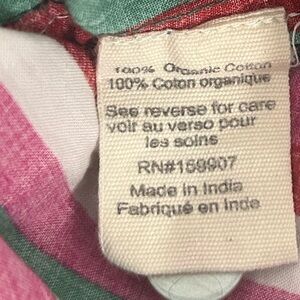 100% Organic Cotton
100% Coton organique
See reverse for care
voir au verso pour
les soins
RN#159907
Made in India
Fabriqué en Inde